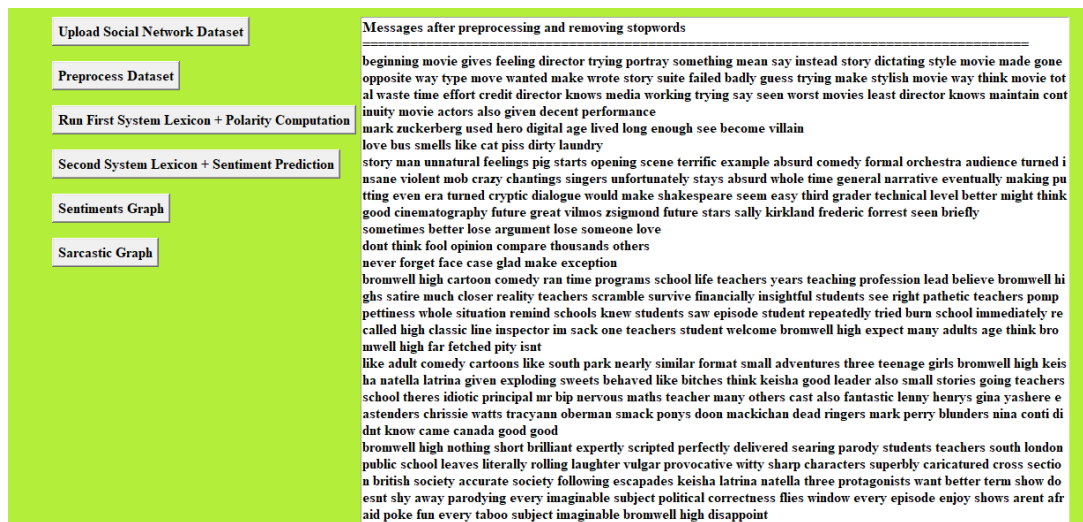 Upload Social Network Dataset
Preprocess Dataset
Run First System Lexicon + Polarity Computation
Second System Lexicon + Sentiment Prediction
Sentiments Graph
Sarcastic Graph
Messages after preprocessing and removing stopwords
================================================================================
beginning movie gives feeling director trying portray something mean say instead story dictating style movie made gone
opposite way type move wanted make wrote story suite failed badly guess trying make stylish movie way think movie tot
al waste time effort credit director knows media working trying say seen worst movies least director knows maintain cont
inuity movie actors also given decent performance
mark zuckerberg used hero digital age lived long enough see become villain
love bus smells like cat piss dirty laundry
story man unnatural feelings pig starts opening scene terrific example absurd comedy formal orchestra audience turned i
nsane violent mob crazy chantings singers unfortunately stays absurd whole time general narrative eventually making pu
tting even era turned cryptic dialogue would make shakespeare seem easy third grader technical level better might think
good cinematography future great vilmos zsigmond future stars sally kirkland frederic forrest seen briefly
sometimes better lose argument lose someone love
dont think fool opinion compare thousands others
never forget face case glad make exception
bromwell high cartoon comedy ran time programs school life teachers years teaching profession lead believe bromwell hi
ghs satire much closer reality teachers scramble survive financially insightful students see right pathetic teachers pomp
pettiness whole situation remind schools knew students saw episode student repeatedly tried burn school immediately re
called high classic line inspector im sack one teachers student welcome bromwell high expect many adults age think bro
mwell high far fetched pity isnt
like adult comedy cartoons like south park nearly similar format small adventures three teenage girls bromwell high keis
ha natella latrina given exploding sweets behaved like bitches think keisha good leader also small stories going teachers
school theres idiotic principal mr bip nervous maths teacher many others cast also fantastic lenny henrys gina yashere e
astenders chrissie watts tracyann oberman smack ponys doon mackichan dead ringers mark perry blunders nina conti di
dnt know came canada good good
bromwell high nothing short brilliant expertly scripted perfectly delivered searing parody students teachers south london
public school leaves literally rolling laughter vulgar provocative witty sharp characters superbly caricatured cross sectio
n british society accurate society following escapades keisha latrina natella three protagonists want better term show do
esnt shy away parodying every imaginable subject political correctness flies window every episode enjoy shows arent afr
aid poke fun every taboo subject imaginable bromwell high disappoint